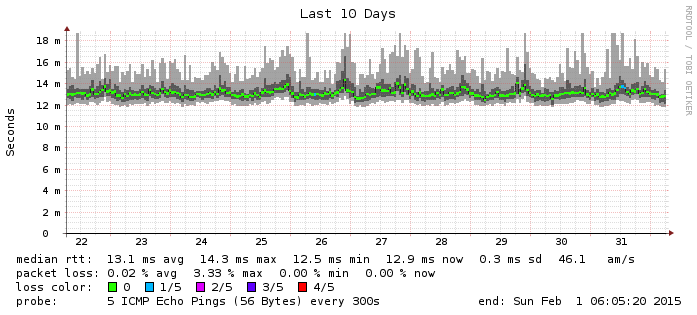 Last 10 Days
RRDTOOL / TOBI OETIKER
Seconds
18 m
16 m
14 m
12 m
10 m
8 m
6 m
4 m
2 m
0
22 23 24 25 26 27 28 29 30 31
median rtt: 13.1 ms avg 14.3 ms max 12.5 ms min 12.9 ms now 0.3 ms sd 46.1 am/s
packet loss: 0.02 % avg 3.33 % max 0.00 % min 0.00 % now
loss color: 0 1/5 2/5 3/5 4/5
probe: 5 ICMP Echo Pings (56 Bytes) every 300s end: Sun Feb 1 06:05:20 2015